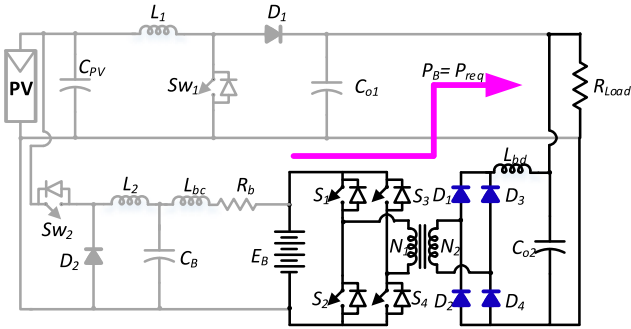 L1 D1
PV CPV Sw1 Co1 PB= Preq RLoad
Lbd
L2 Lbc Rb S1 S3 D1 D3
Sw2 N1 N2
D2 CB EB Co2
S2 S4 D2 D4